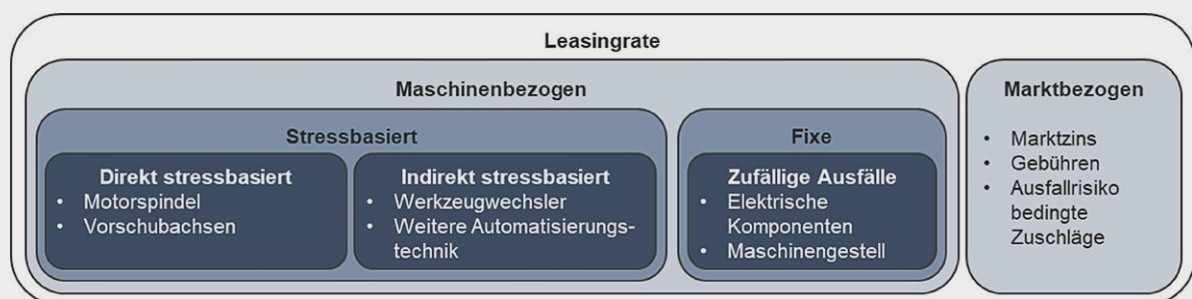 Leasingrate
Maschinenbezogen
Stressbasiert
Direkt stressbasiert
• Motorspindel
• Vorschubachsen
Indirekt stressbasiert
• Werkzeugwechsler
• Weitere Automatisierungs-
technik
Fixe
Zufällige Ausfälle
• Elektrische
Komponenten
• Maschinengestell
Marktbezogen
• Marktzins
• Gebühren
• Ausfallrisiko
bedingte
Zuschläge